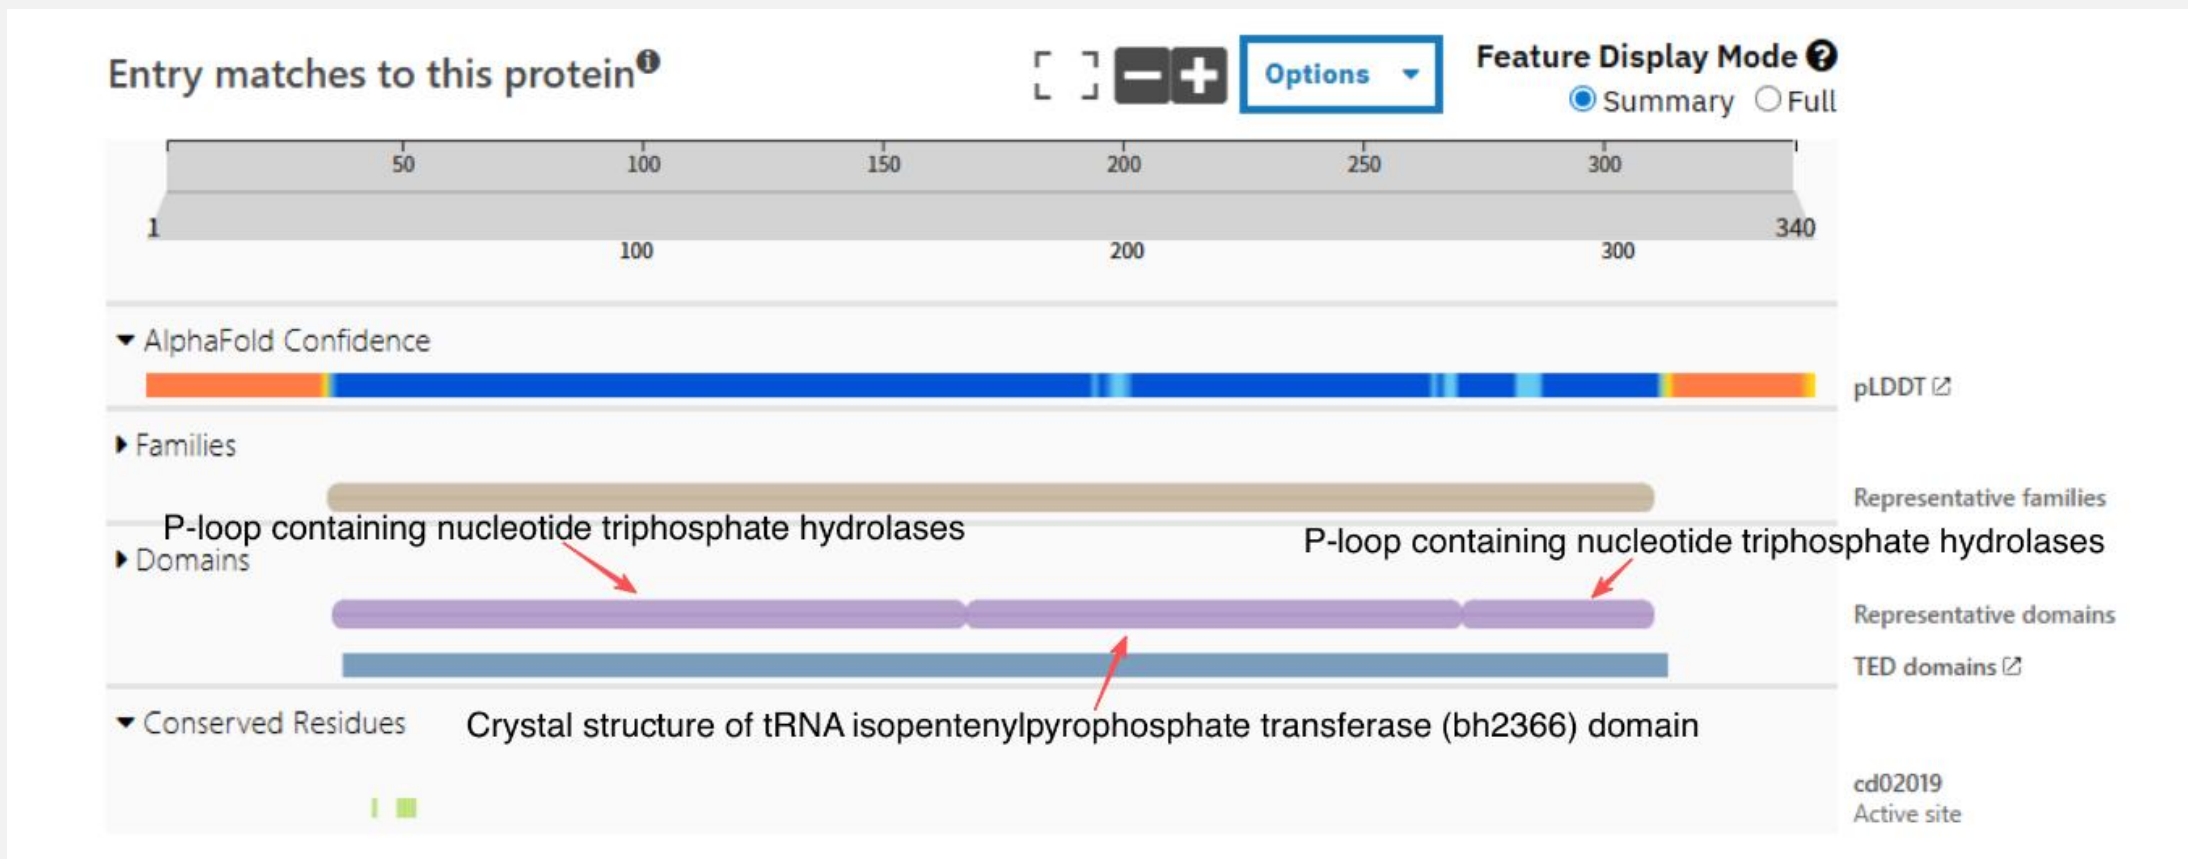 Entry matches to this protein
Options
Feature Display Mode
Summary Full
50 100 150 200 250 300
1 340
100 200 300
AlphaFold Confidence
pLDDT
Families
Representative families
P-loop containing nucleotide triphosphate hydrolases
P-loop containing nucleotide triphosphate hydrolases
Domains
Representative domains
TED domains
Conserved Residues
Crystal structure of tRNA isopentenylpyrophosphate transferase (bh2366) domain
cd02019
Active site